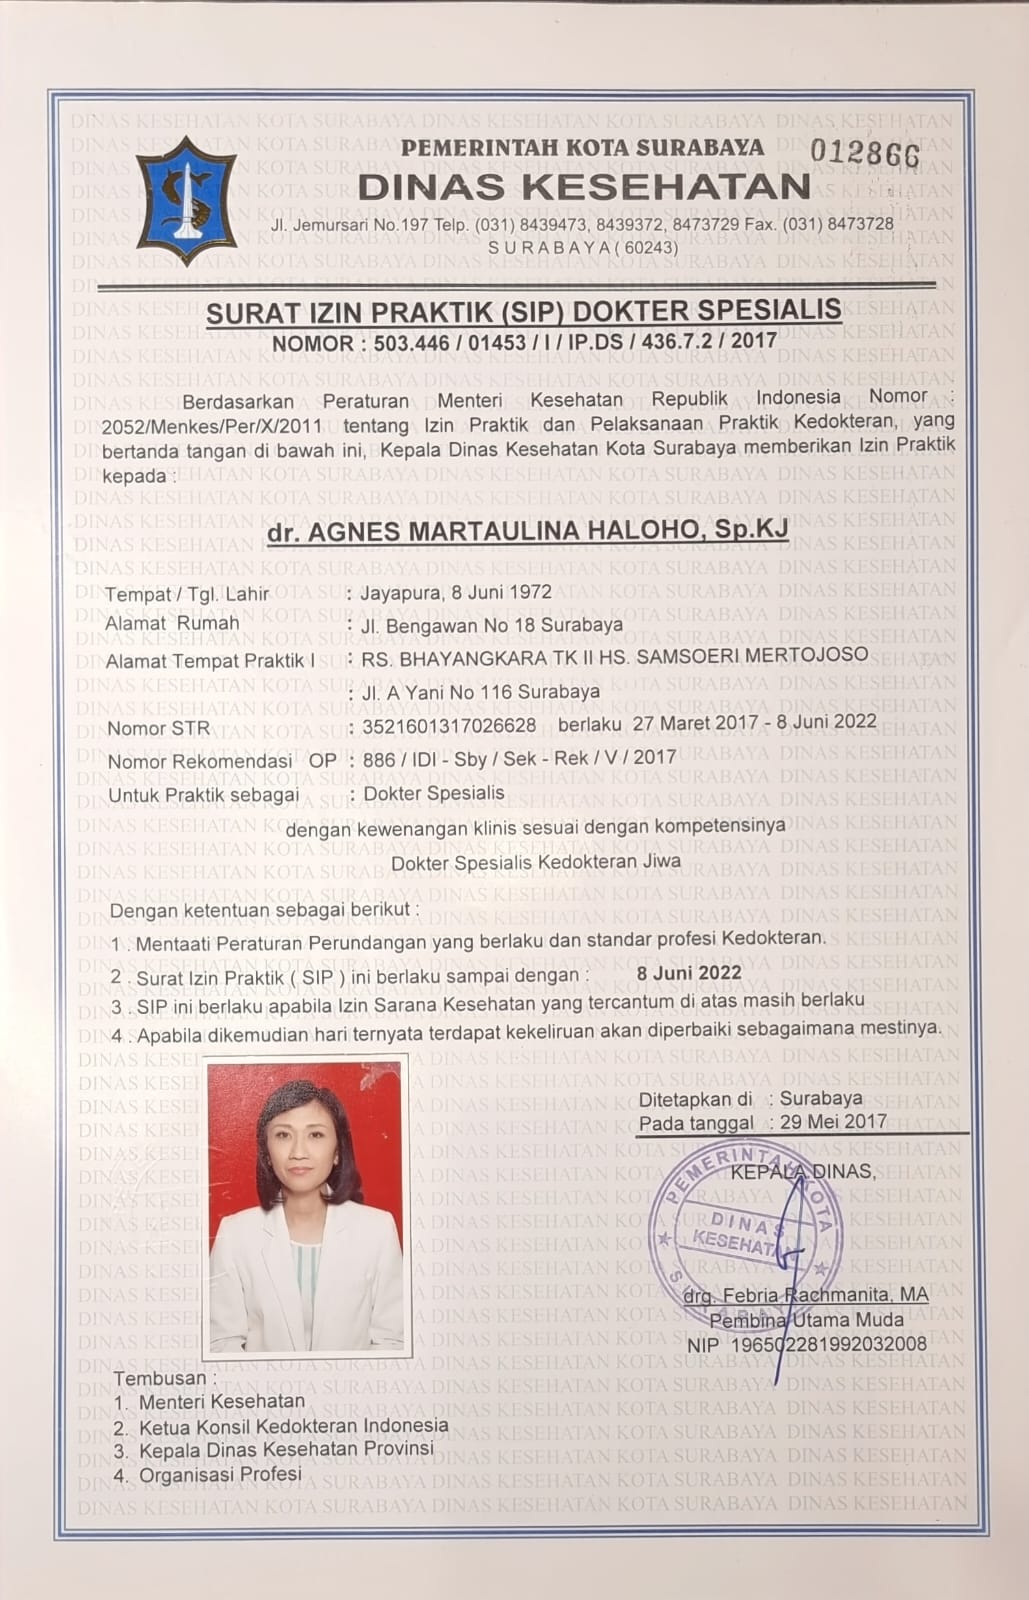 PEMERINTAH KOTA SURABAYA
012866
DINAS KESEHATAN
Jl. Jemursari No.197 Telp. (031) 8439473, 8439372, 8473729 Fax. (031) 8473728
SURABAYA ( 60243)
SURAT IZIN PRAKTIK (SIP) DOKTER SPESIALIS
NOMOR : 503.446 / 01453 / I / IP.DS / 436.7.2 / 2017
Berdasarkan Peraturan Menteri Kesehatan Republik Indonesia Nomor :
2052/Menkes/Per/X/2011 tentang Izin Praktik dan Pelaksanaan Praktik Kedokteran, yang
bertanda tangan di bawah ini, Kepala Dinas Kesehatan Kota Surabaya memberikan Izin Praktik
kepada :
dr. AGNES MARTAULINA HALOHO, Sp.KJ
Tempat / Tgl. Lahir : Jayapura, 8 Juni 1972
Alamat Rumah : Jl. Bengawan No 18 Surabaya
Alamat Tempat Praktik I : RS. BHAYANGKARA TK II HS. SAMSOERI MERTOJOSO
: Jl. A Yani No 116 Surabaya
Nomor STR : 3521601317026628 berlaku 27 Maret 2017 - 8 Juni 2022
Nomor Rekomendasi OP : 886 / IDI - Sby / Sek - Rek / V / 2017
Untuk Praktik sebagai : Dokter Spesialis
dengan kewenangan klinis sesuai dengan kompetensinya
Dokter Spesialis Kedokteran Jiwa
Dengan ketentuan sebagai berikut :
1 . Mentaati Peraturan Perundangan yang berlaku dan standar profesi Kedokteran.
2 . Surat Izin Praktik ( SIP ) ini berlaku sampai dengan : 8 Juni 2022
3 . SIP ini berlaku apabila Izin Sarana Kesehatan yang tercantum di atas masih berlaku
4 . Apabila dikemudian hari ternyata terdapat kekeliruan akan diperbaiki sebagaimana mestinya.
Ditetapkan di : Surabaya
Pada tanggal : 29 Mei 2017
KEPALA DINAS,
PEMERINTAH KOTA
DINAS
KESEHATAN
SURABAYA
drg. Febria Rachmanita, MA
Pembina Utama Muda
NIP 196502281992032008
Tembusan :
1. Menteri Kesehatan
2. Ketua Konsil Kedokteran Indonesia
3. Kepala Dinas Kesehatan Provinsi
4. Organisasi Profesi